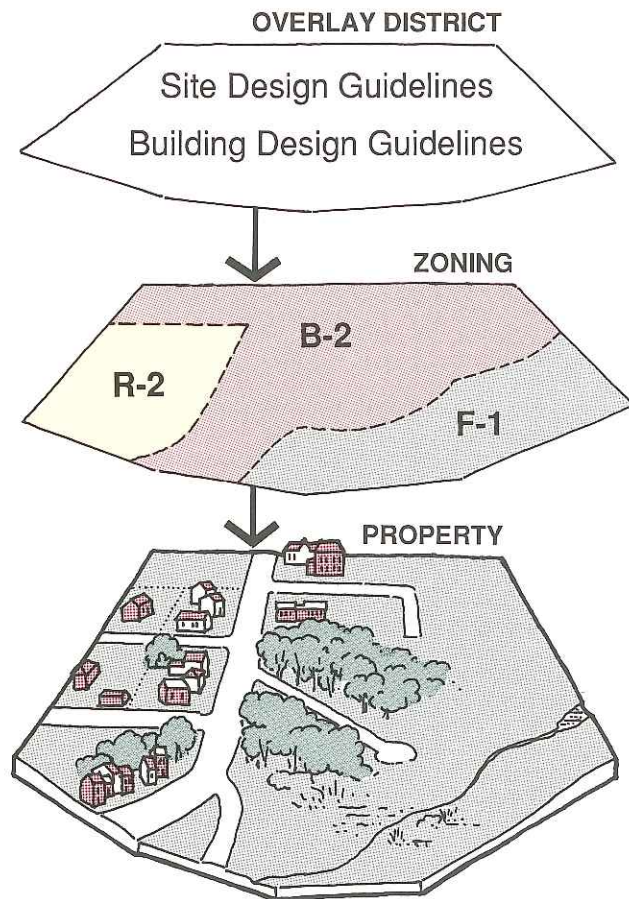 OVERLAY DISTRICT
Site Design Guidelines
Building Design Guidelines
ZONING
B-2
R-2
F-1
PROPERTY